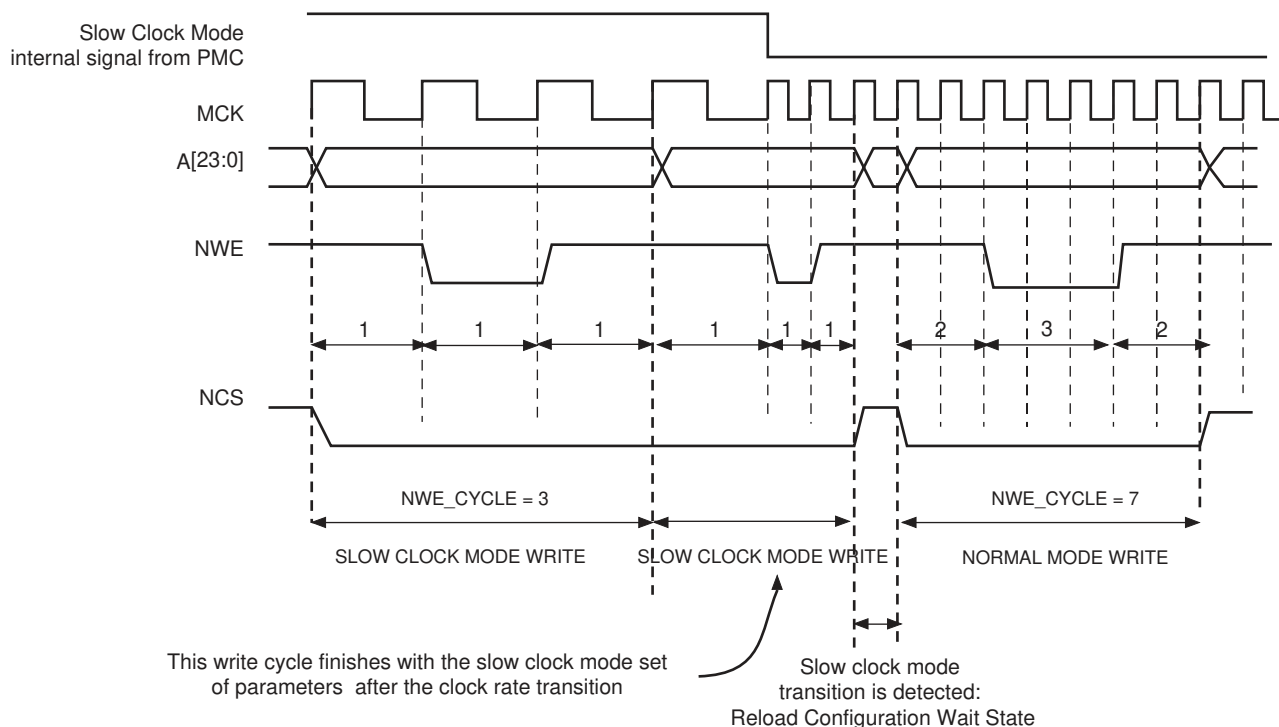 Slow Clock Mode
internal signal from PMC
MCK
A[23:0]
NWE
1 1 1 1 1 1 2 3 2
NCS
NWE_CYCLE = 3 NWE_CYCLE = 7
SLOW CLOCK MODE WRITE SLOW CLOCK MODE WRITE NORMAL MODE WRITE
This write cycle finishes with the slow clock mode set
of parameters after the clock rate transition
Slow clock mode
transition is detected:
Reload Configuration Wait State